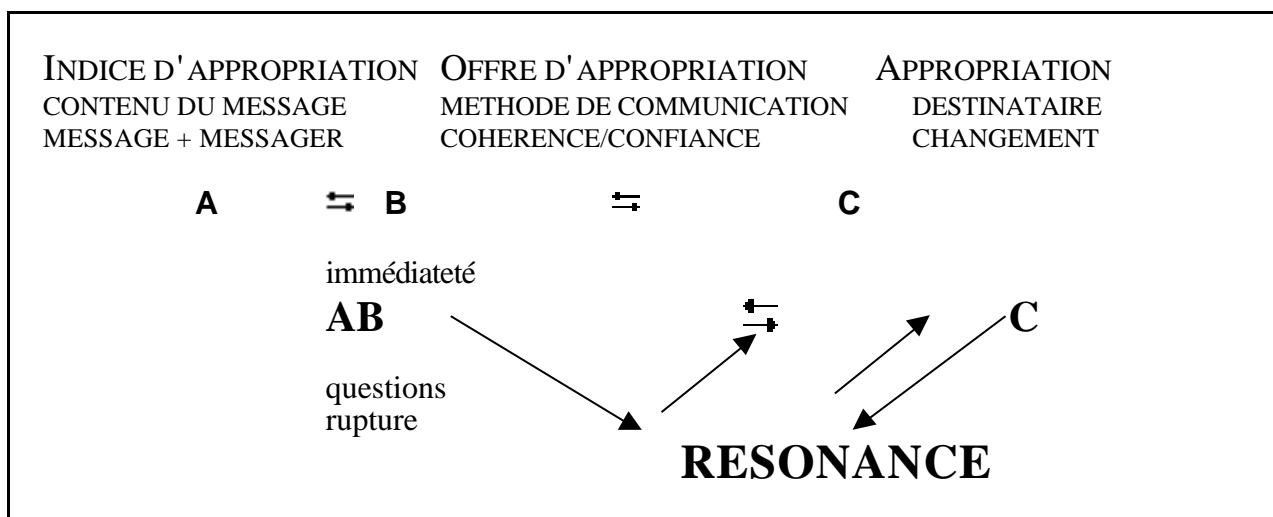 INDICE D'APPROPRIATION OFFRE D'APPROPRIATION APPROPRIATION
CONTENU DU MESSAGE METHODE DE COMMUNICATION DESTINATAIRE
MESSAGE + MESSAGER COHERENCE/CONFIANCE CHANGEMENT
A ⇆ B ⇆ C
immédiateté
AB ⇆ C
questions
rupture
RESONANCE